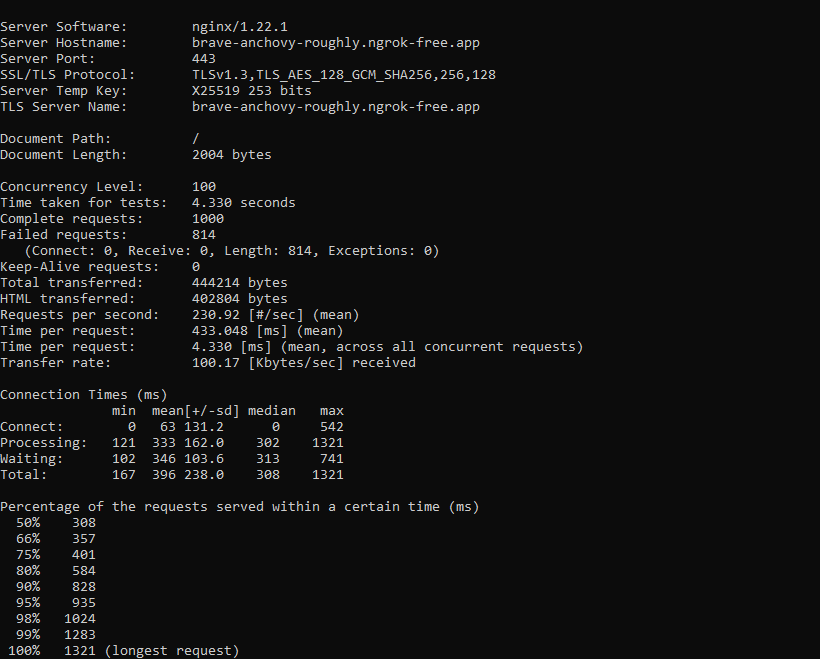 Server Software:        nginx/1.22.1
Server Hostname:        brave-anchovy-roughly.ngrok-free.app
Server Port:            443
SSL/TLS Protocol:       TLSv1.3,TLS_AES_128_GCM_SHA256,256,128
Server Temp Key:        X25519 253 bits
TLS Server Name:        brave-anchovy-roughly.ngrok-free.app

Document Path:          /
Document Length:        2004 bytes

Concurrency Level:      100
Time taken for tests:   4.330 seconds
Complete requests:      1000
Failed requests:        814
   (Connect: 0, Receive: 0, Length: 814, Exceptions: 0)
Keep-Alive requests:    0
Total transferred:      444214 bytes
HTML transferred:       402804 bytes
Requests per second:    230.92 [#/sec] (mean)
Time per request:       433.048 [ms] (mean)
Time per request:       4.330 [ms] (mean, across all concurrent requests)
Transfer rate:          100.17 [Kbytes/sec] received

Connection Times (ms)
              min  mean[+/-sd] median   max
Connect:        0   63 131.2      0     542
Processing:   121  333 162.0    302    1321
Waiting:      102  346 103.6    313     741
Total:        167  396 238.0    308    1321

Percentage of the requests served within a certain time (ms)
  50%    308
  66%    357
  75%    401
  80%    584
  90%    828
  95%    935
  98%   1024
  99%   1283
 100%   1321 (longest request)